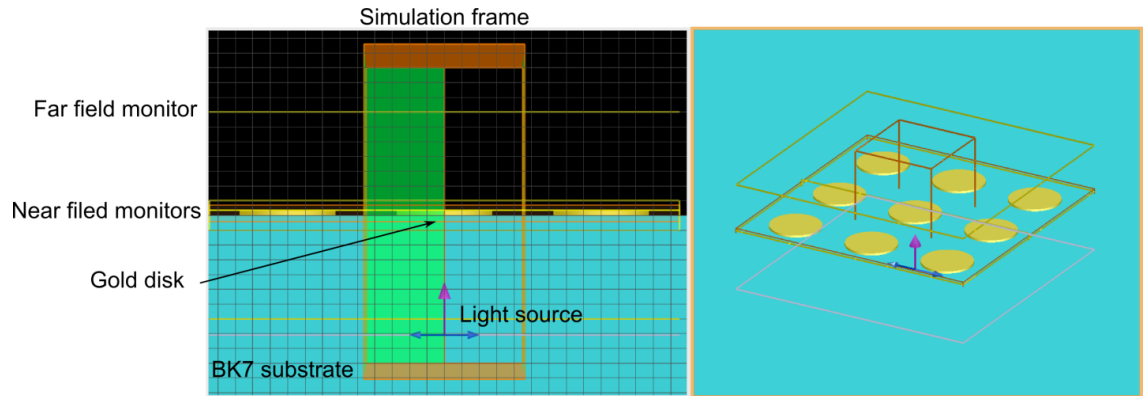 Simulation frame
Far field monitor
Near filed monitors
Gold disk
Light source
BK7 substrate